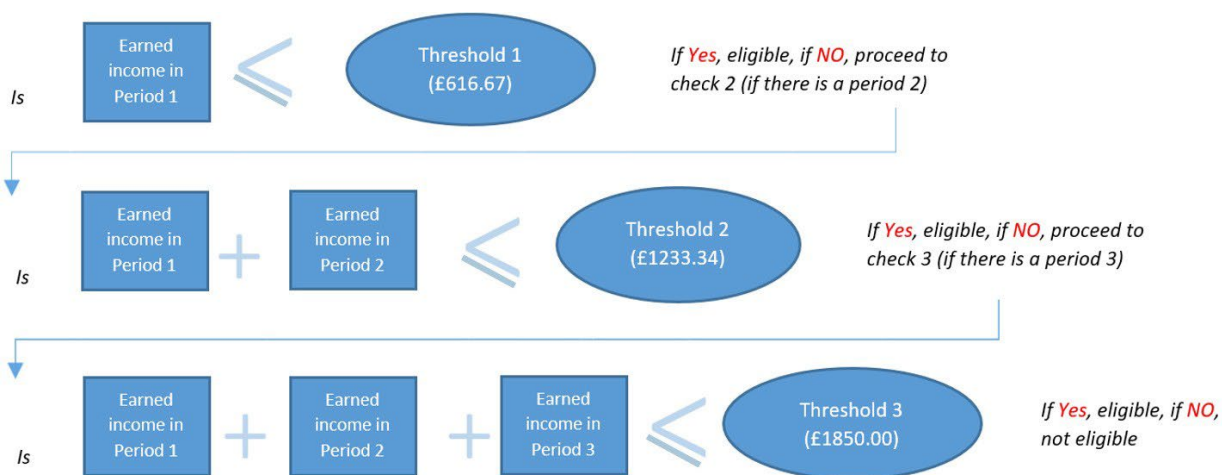 Is
Earned
income in
Period 1
≤
Threshold 1
(£616.67)
If Yes, eligible, if NO, proceed to
check 2 (if there is a period 2)
Is
Earned
income in
Period 1
+
Earned
income in
Period 2
≤
Threshold 2
(£1233.34)
If Yes, eligible, if NO, proceed to
check 3 (if there is a period 3)
Is
Earned
income in
Period 1
+
Earned
income in
Period 2
+
Earned
income in
Period 3
≤
Threshold 3
(£1850.00)
If Yes, eligible, if NO,
not eligible